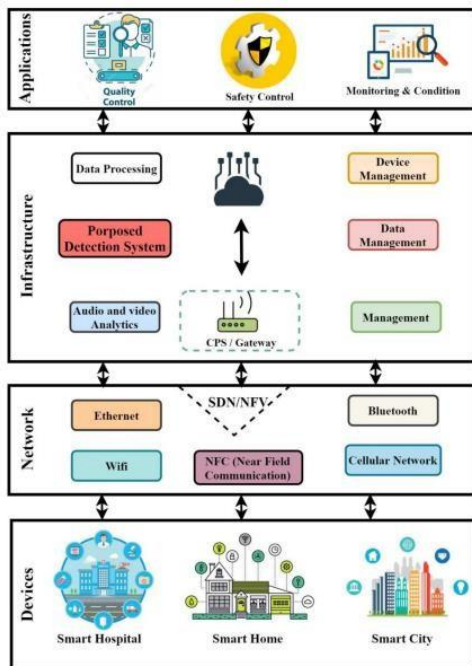 Applications
Quality
Control
Safety Control
Monitoring & Condition
Infrastructure
Data Processing
Device
Management
Porposed
Detection System
Data
Management
Audio and video
Analytics
CPS / Gateway
Management
Network
SDN/NFV
Ethernet
Bluetooth
Wifi
NFC (Near Field
Communication)
Cellular Network
Devices
Smart Hospital
Smart Home
Smart City